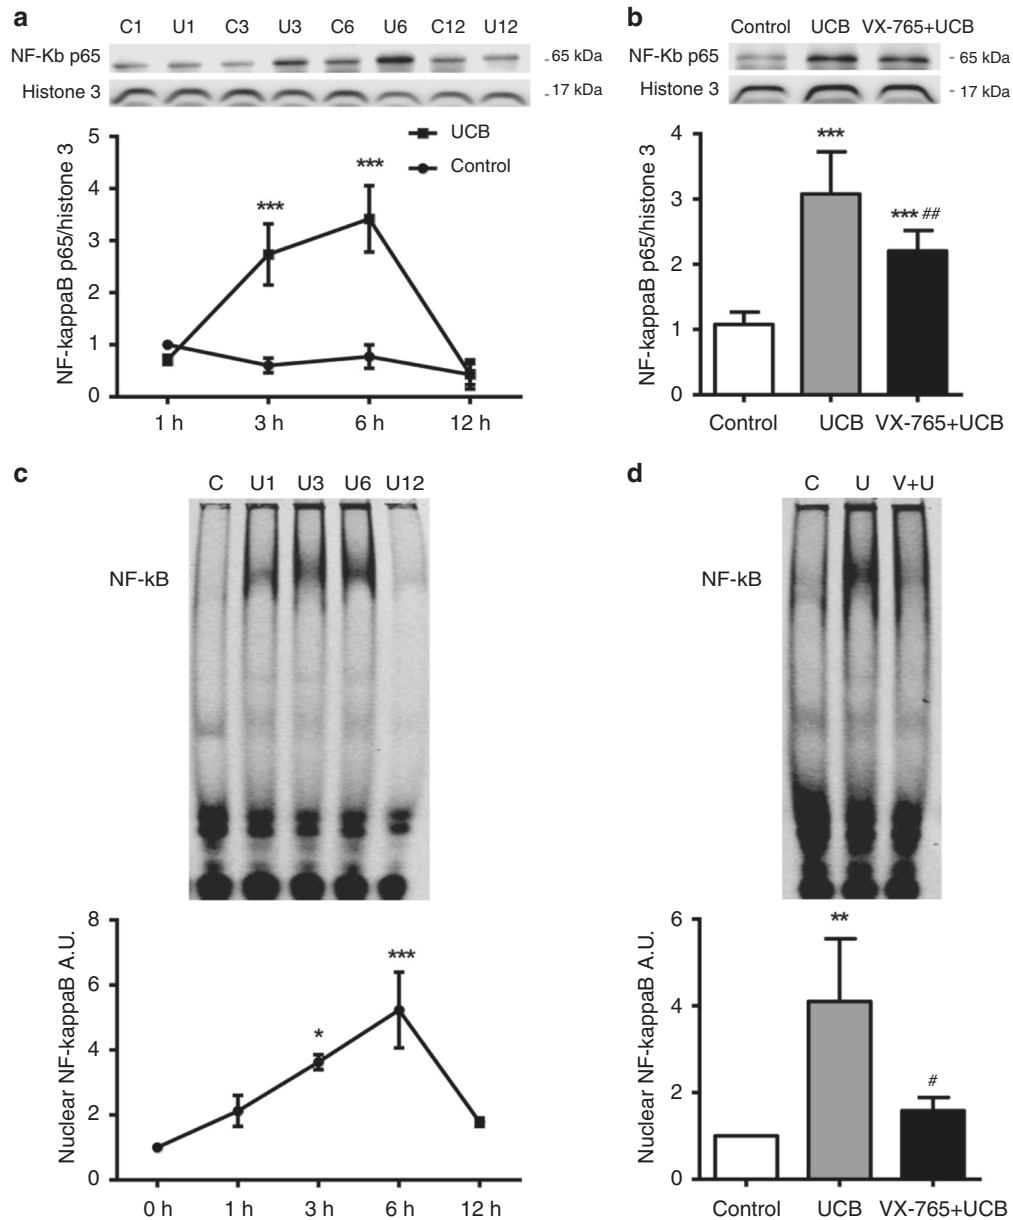 a
C1 U1 C3 U3 C6 U6 C12 U12
NF-Kb p65
- 65 kDa
Histone 3
- 17 kDa
NF-kappaB p65/histone 3
5
4
3
2
1
0
UCB
Control
***
***
1 h 3 h 6 h 12 h
b
Control UCB VX-765+UCB
NF-Kb p65
- 65 kDa
Histone 3
- 17 kDa
NF-kappaB p65/histone 3
4
3
2
1
0
***
*** ##
Control UCB VX-765+UCB
c
C U1 U3 U6 U12
NF-kB
Nuclear NF-kappaB A.U.
8
6
4
2
0
*
***
0 h 1 h 3 h 6 h 12 h
d
C U V+U
NF-kB
Nuclear NF-kappaB A.U.
6
4
2
0
**
#
Control UCB VX-765+UCB